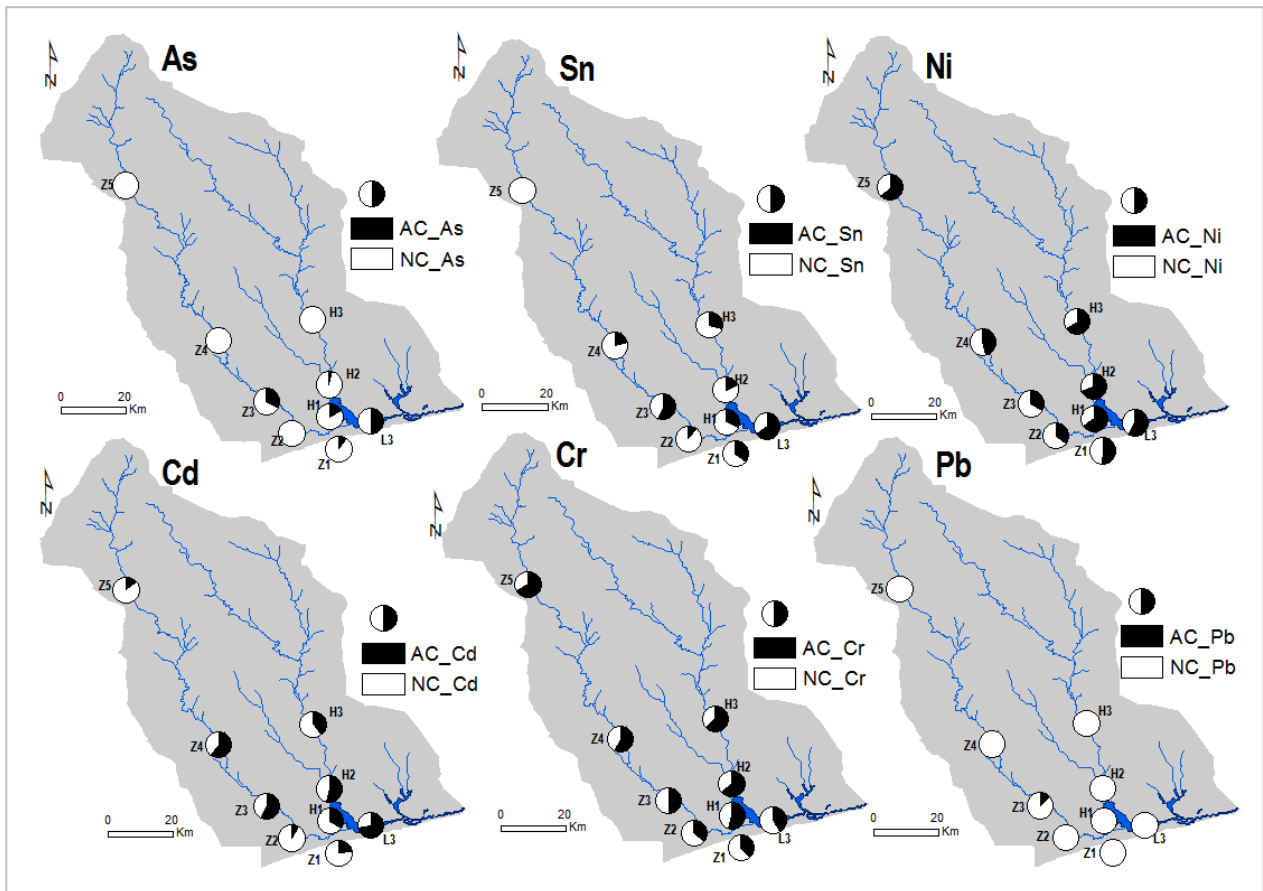 As
N
Z5
AC_As
NC_As
H3
Z4
H2
Z3
H1
L3
Z2
Z1
0 20
Km
Sn
N
Z5
AC_Sn
NC_Sn
H3
Z4
H2
Z3
H1
L3
Z2
Z1
0 20
Km
Ni
N
Z5
AC_Ni
NC_Ni
H3
Z4
H2
Z3
H1
L3
Z2
Z1
0 20
Km
Cd
N
Z5
AC_Cd
NC_Cd
H3
Z4
H2
Z3
H1
L3
Z2
Z1
0 20
Km
Cr
N
Z5
AC_Cr
NC_Cr
H3
Z4
H2
Z3
H1
L3
Z2
Z1
0 20
Km
Pb
N
Z5
AC_Pb
NC_Pb
H3
Z4
H2
Z3
H1
L3
Z2
Z1
0 20
Km